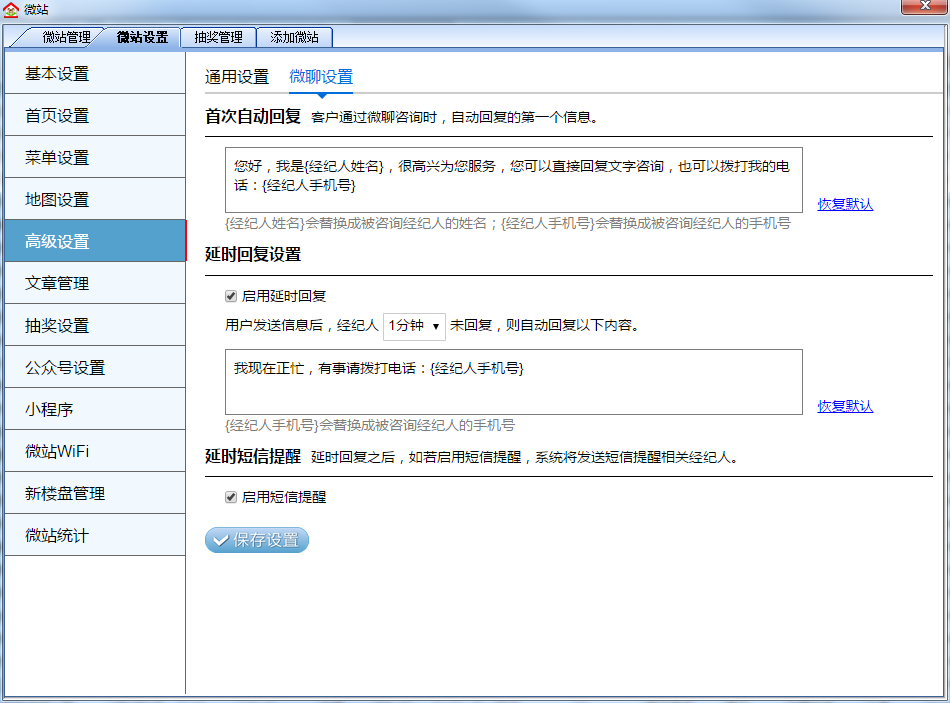 微站
微站管理
微站设置
抽奖管理
添加微站
基本设置
首页设置
菜单设置
地图设置
高级设置
文章管理
抽奖设置
公众号设置
小程序
微站WiFi
新楼盘管理
微站统计
通用设置
微聊设置
首次自动回复 客户通过微聊咨询时，自动回复的第一个信息。
您好，我是{经纪人姓名}，很高兴为您服务，您可以直接回复文字咨询，也可以拨打我的电
话：{经纪人手机号}
恢复默认
{经纪人姓名}会替换成被咨询经纪人的姓名；{经纪人手机号}会替换成被咨询经纪人的手机号
延时回复设置
启用延时回复
用户发送信息后，经纪人 1分钟 未回复，则自动回复以下内容。
我现在正忙，有事请拨打电话：{经纪人手机号}
恢复默认
{经纪人手机号}会替换成被咨询经纪人的手机号
延时短信提醒 延时回复之后，如若启用短信提醒，系统将发送短信提醒相关经纪人。
启用短信提醒
保存设置